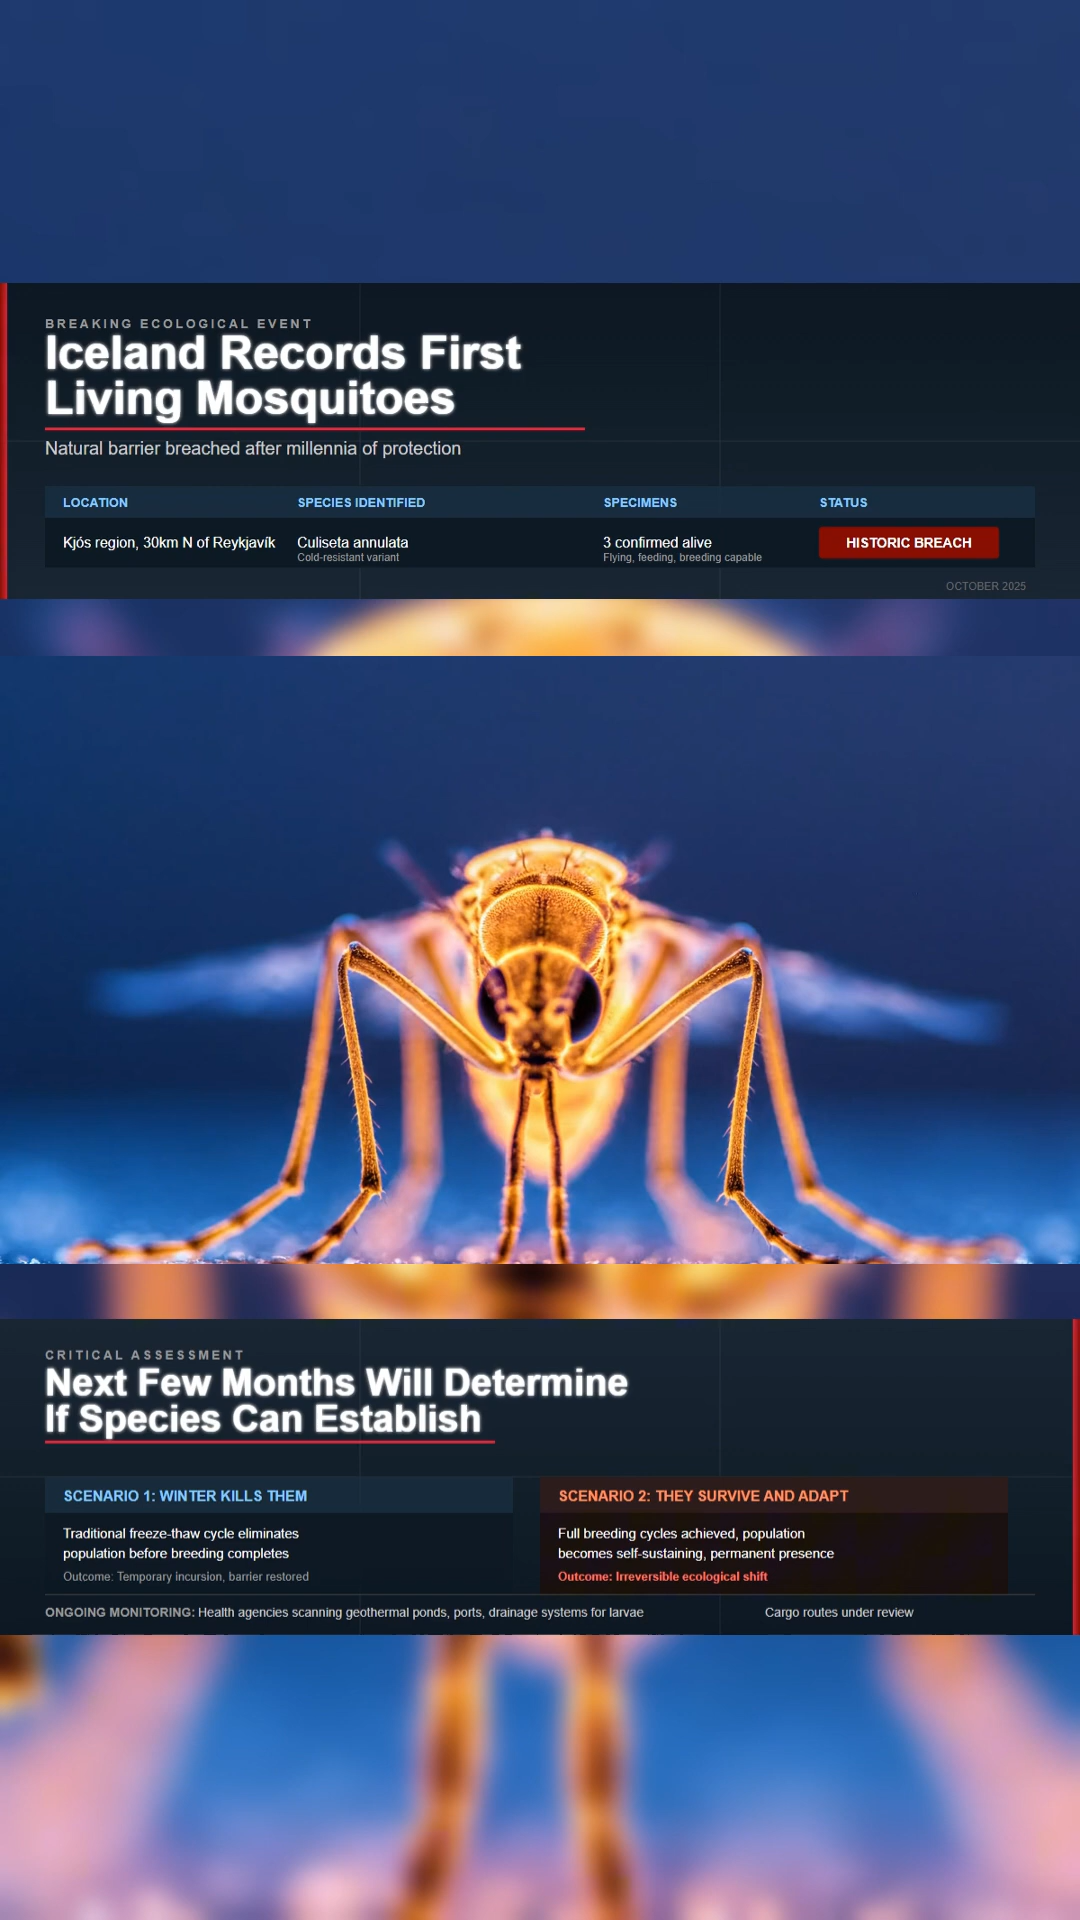 BREAKING ECOLOGICAL EVENT
Iceland Records First
Living Mosquitoes
Natural barrier breached after millennia of protection
LOCATION SPECIES IDENTIFIED SPECIMENS STATUS
Kjós region, 30km N of Reykjavík Culiseta annulata 3 confirmed alive HISTORIC BREACH
Cold-resistant variant Flying, feeding, breeding capable
OCTOBER 2025
CRITICAL ASSESSMENT
Next Few Months Will Determine
If Species Can Establish
SCENARIO 1: WINTER KILLS THEM
Traditional freeze-thaw cycle eliminates
population before breeding completes
Outcome: Temporary incursion, barrier restored
SCENARIO 2: THEY SURVIVE AND ADAPT
Full breeding cycles achieved, population
becomes self-sustaining, permanent presence
Outcome: Irreversible ecological shift
ONGOING MONITORING: Health agencies scanning geothermal ponds, ports, drainage systems for larvae Cargo routes under review